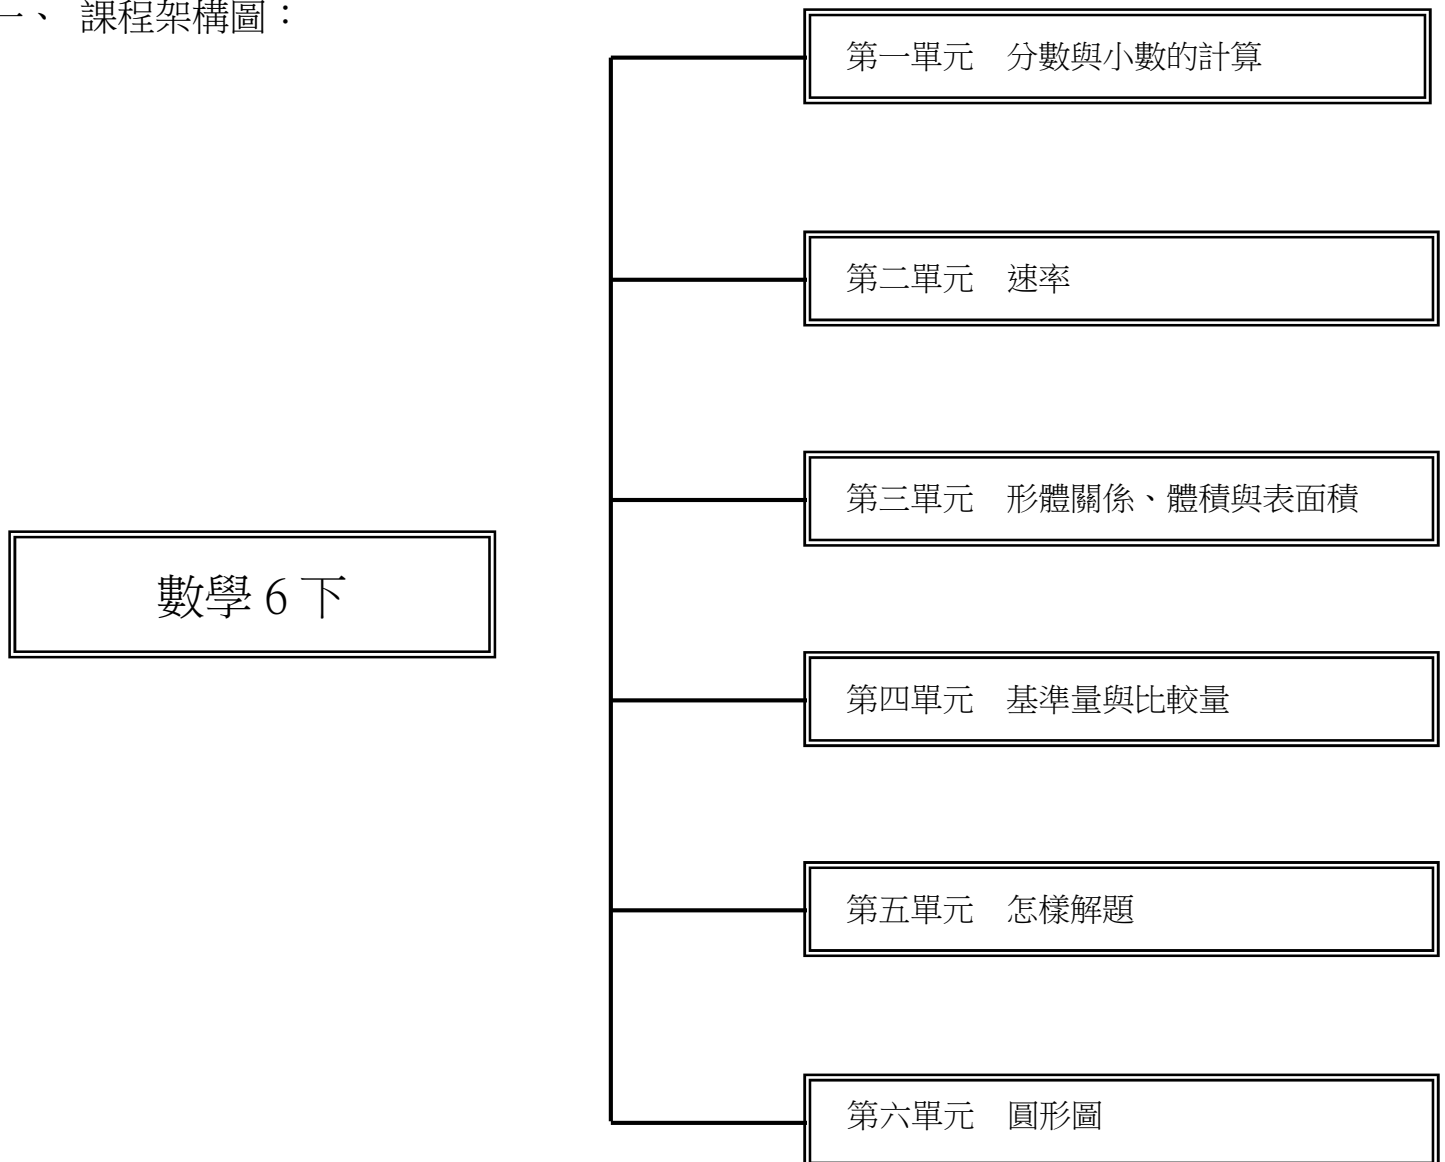 一、 課程架構圖：
第一單元　分數與小數的計算
第二單元　速率
第三單元　形體關係、體積與表面積
數學 6 下
第四單元　基準量與比較量
第五單元　怎樣解題
第六單元　圓形圖